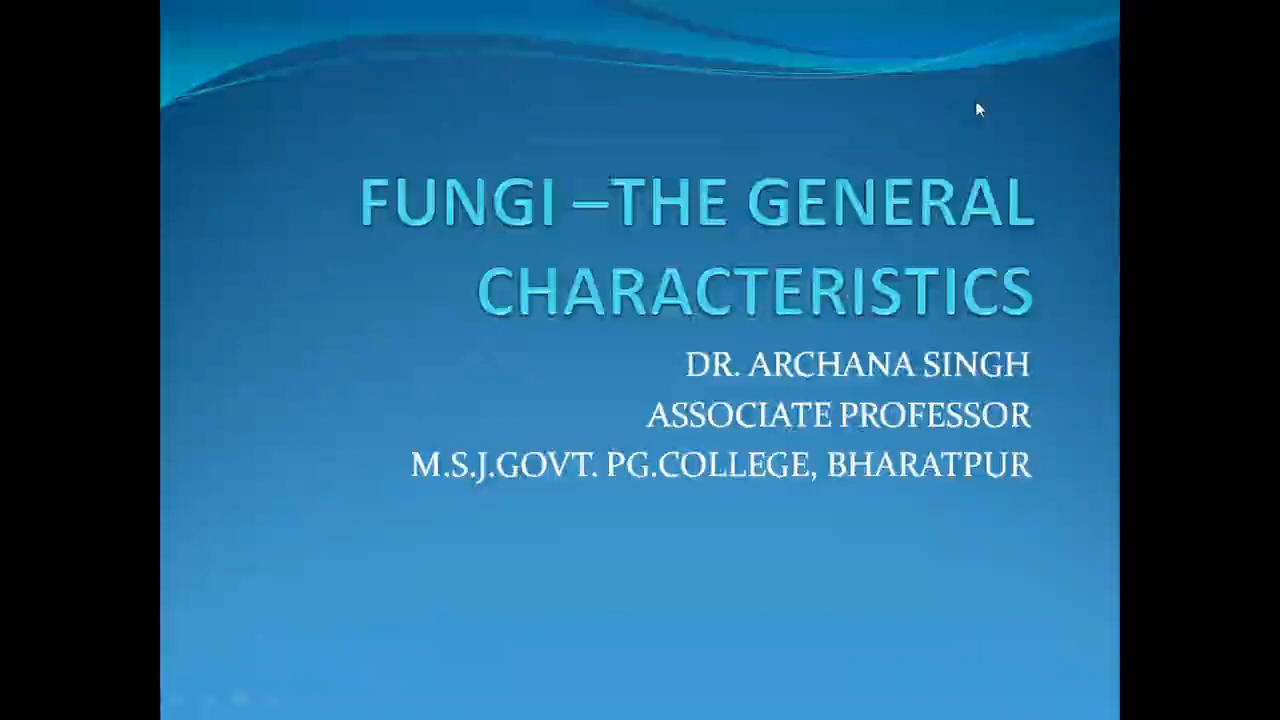 FUNGI –THE GENERAL
CHARACTERISTICS
DR. ARCHANA SINGH
ASSOCIATE PROFESSOR
M.S.J.GOVT. PG.COLLEGE, BHARATPUR